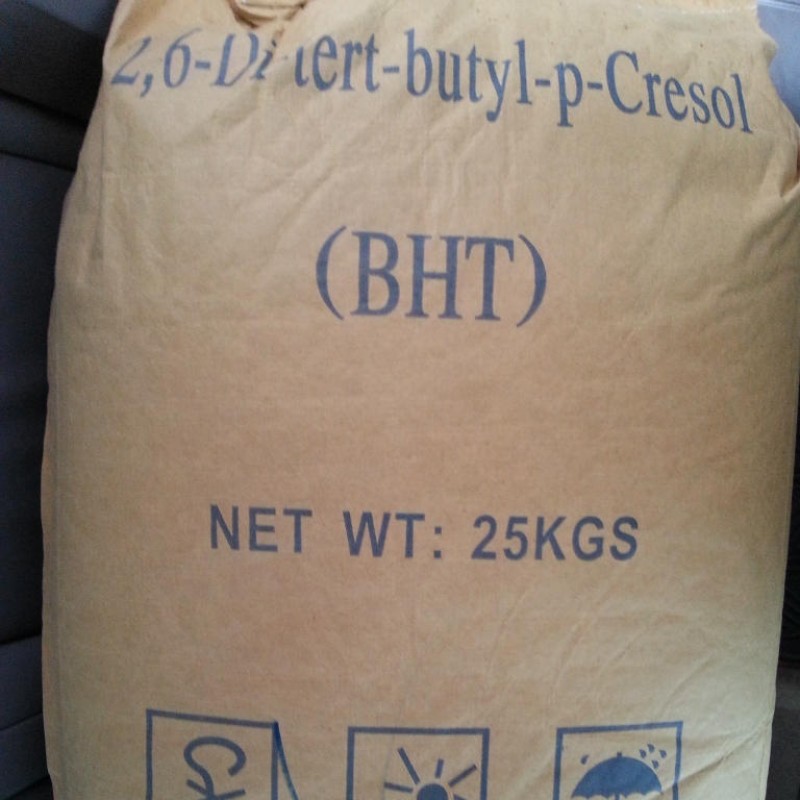 2,6-Di-tert-butyl-p-Cresol
(BHT)
NET WT: 25KGS